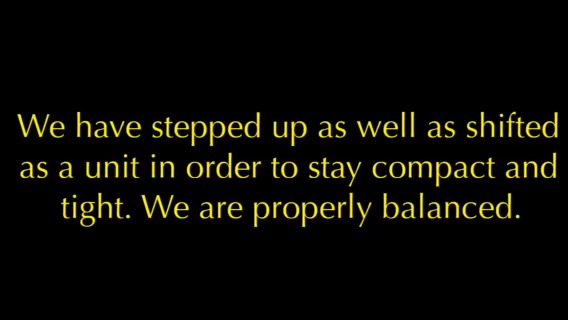 We have stepped up as well as shifted
as a unit in order to stay compact and
tight. We are properly balanced.